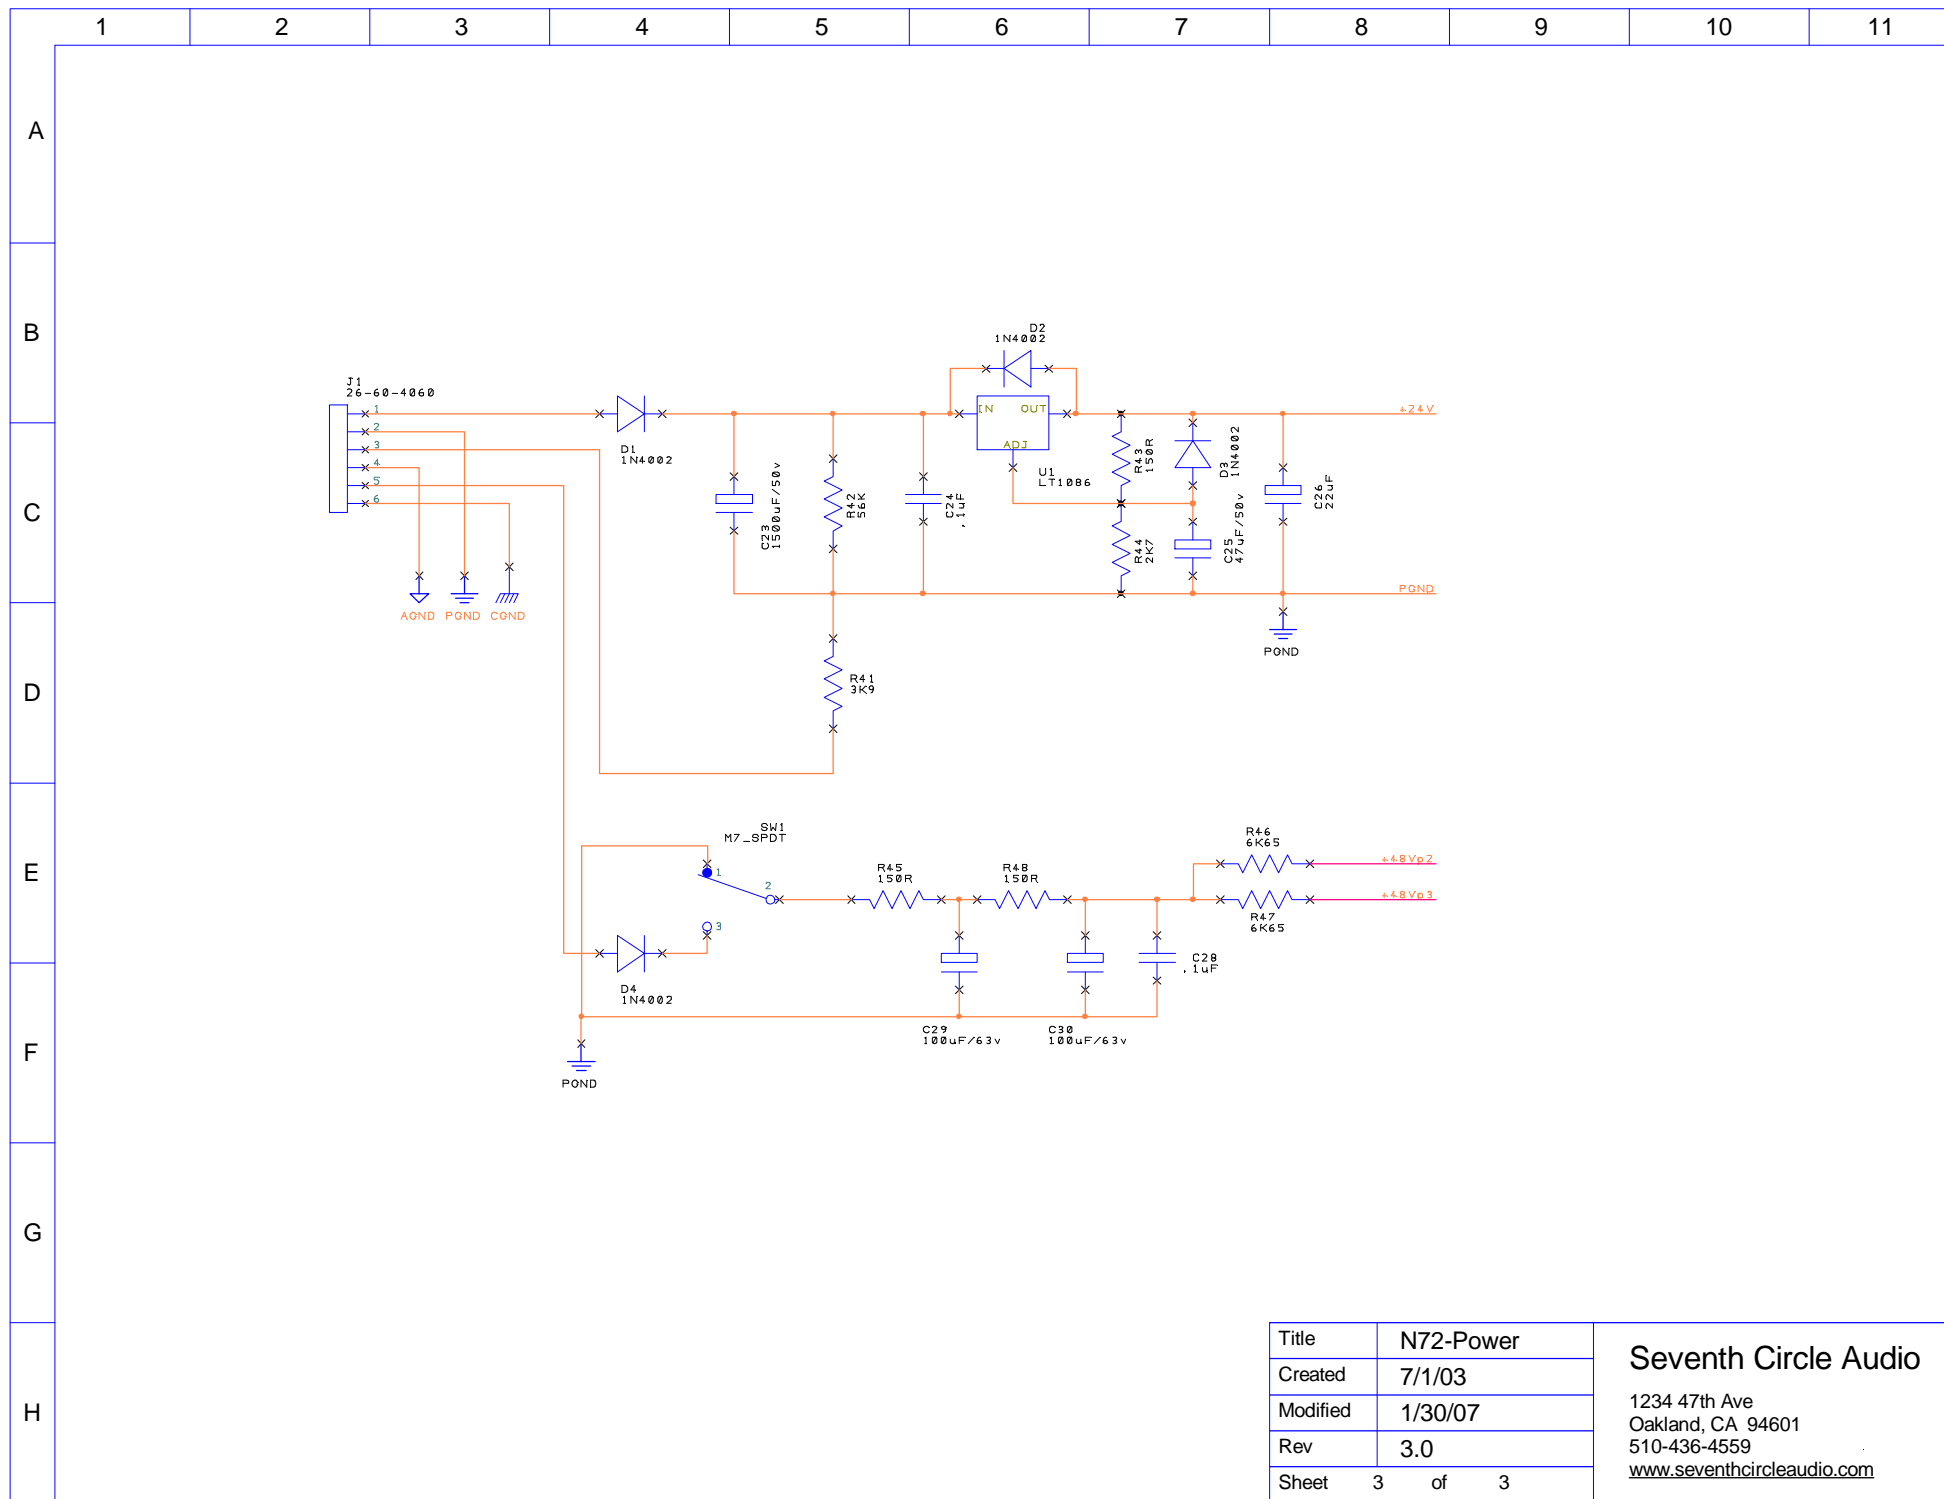 1 2 3 4 5 6 7 8 9 10 11
A
B
C
D
E
F
G
H
J1
26-60-4060
1
2
3
4
5
6
AGND PGND CGND
D1
1N4002
C23
1500uF/50v
R42
56K
C24
.1uF
D2
1N4002
IN OUT
ADJ
U1
LT1086
R43
150R
R44
2K7
D3
1N4002
C25
47uF/50v
C26
22uF
+24V
PGND
PGND
R41
3K9
SW1
M7_SPDT
1
2
3
D4
1N4002
PGND
R45
150R
R48
150R
C29
100uF/63v
C30
100uF/63v
C28
.1uF
R46
6K65
R47
6K65
+48Vp2
+48Vp3
Title N72-Power
Created 7/1/03
Modified 1/30/07
Rev 3.0
Sheet 3 of 3
Seventh Circle Audio
1234 47th Ave
Oakland, CA 94601
510-436-4559
www.seventhcircleaudio.com